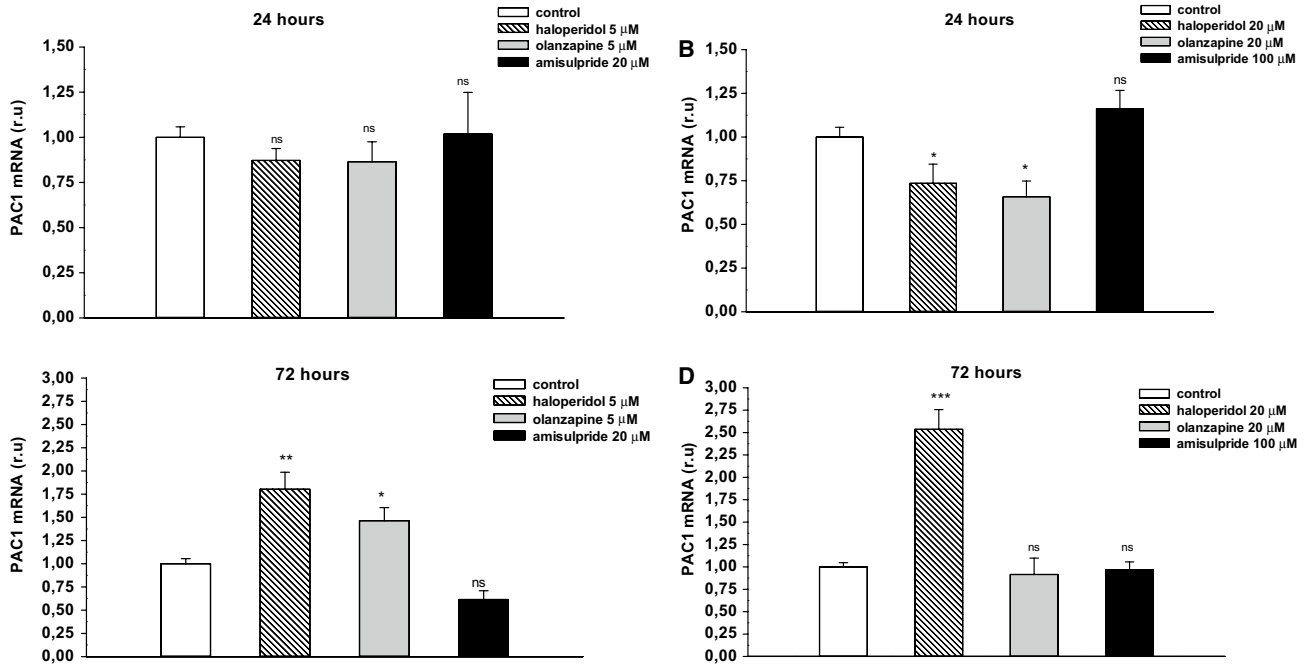 24 hours
control
haloperidol 5 μM
olanzapine 5 μM
amisulpride 20 μM
PAC1 mRNA (r.u)
1,50
1,25
1,00
0,75
0,50
0,25
0,00
ns
ns
ns
B
24 hours
control
haloperidol 20 μM
olanzapine 20 μM
amisulpride 100 μM
PAC1 mRNA (r.u)
1,50
1,25
1,00
0,75
0,50
0,25
0,00
*
*
ns
72 hours
control
haloperidol 5 μM
olanzapine 5 μM
amisulpride 20 μM
PAC1 mRNA (r.u)
3,00
2,75
2,50
2,25
2,00
1,75
1,50
1,25
1,00
0,75
0,50
0,25
0,00
**
*
ns
D
72 hours
control
haloperidol 20 μM
olanzapine 20 μM
amisulpride 100 μM
PAC1 mRNA (r.u)
3,00
2,75
2,50
2,25
2,00
1,75
1,50
1,25
1,00
0,75
0,50
0,25
0,00
***
ns
ns